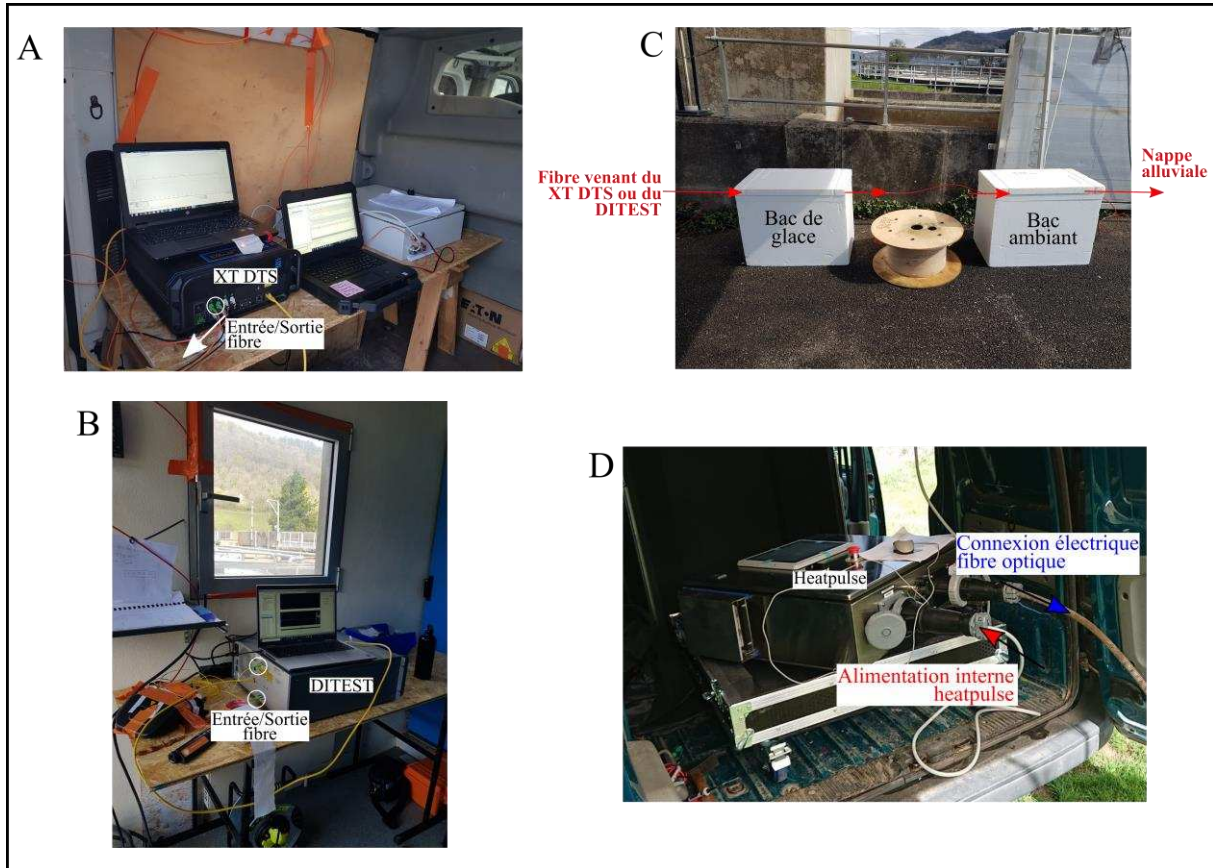 A
XT DTS
Entrée/Sortie
fibre
EATON
C
Fibre venant du
XT DTS ou du
DITEST
Bac de
glace
Bac
ambiant
Nappe
alluviale
B
DITEST
Entrée/Sortie
fibre
D
Heatpulse
Connexion électrique
fibre optique
Alimentation interne
heatpulse